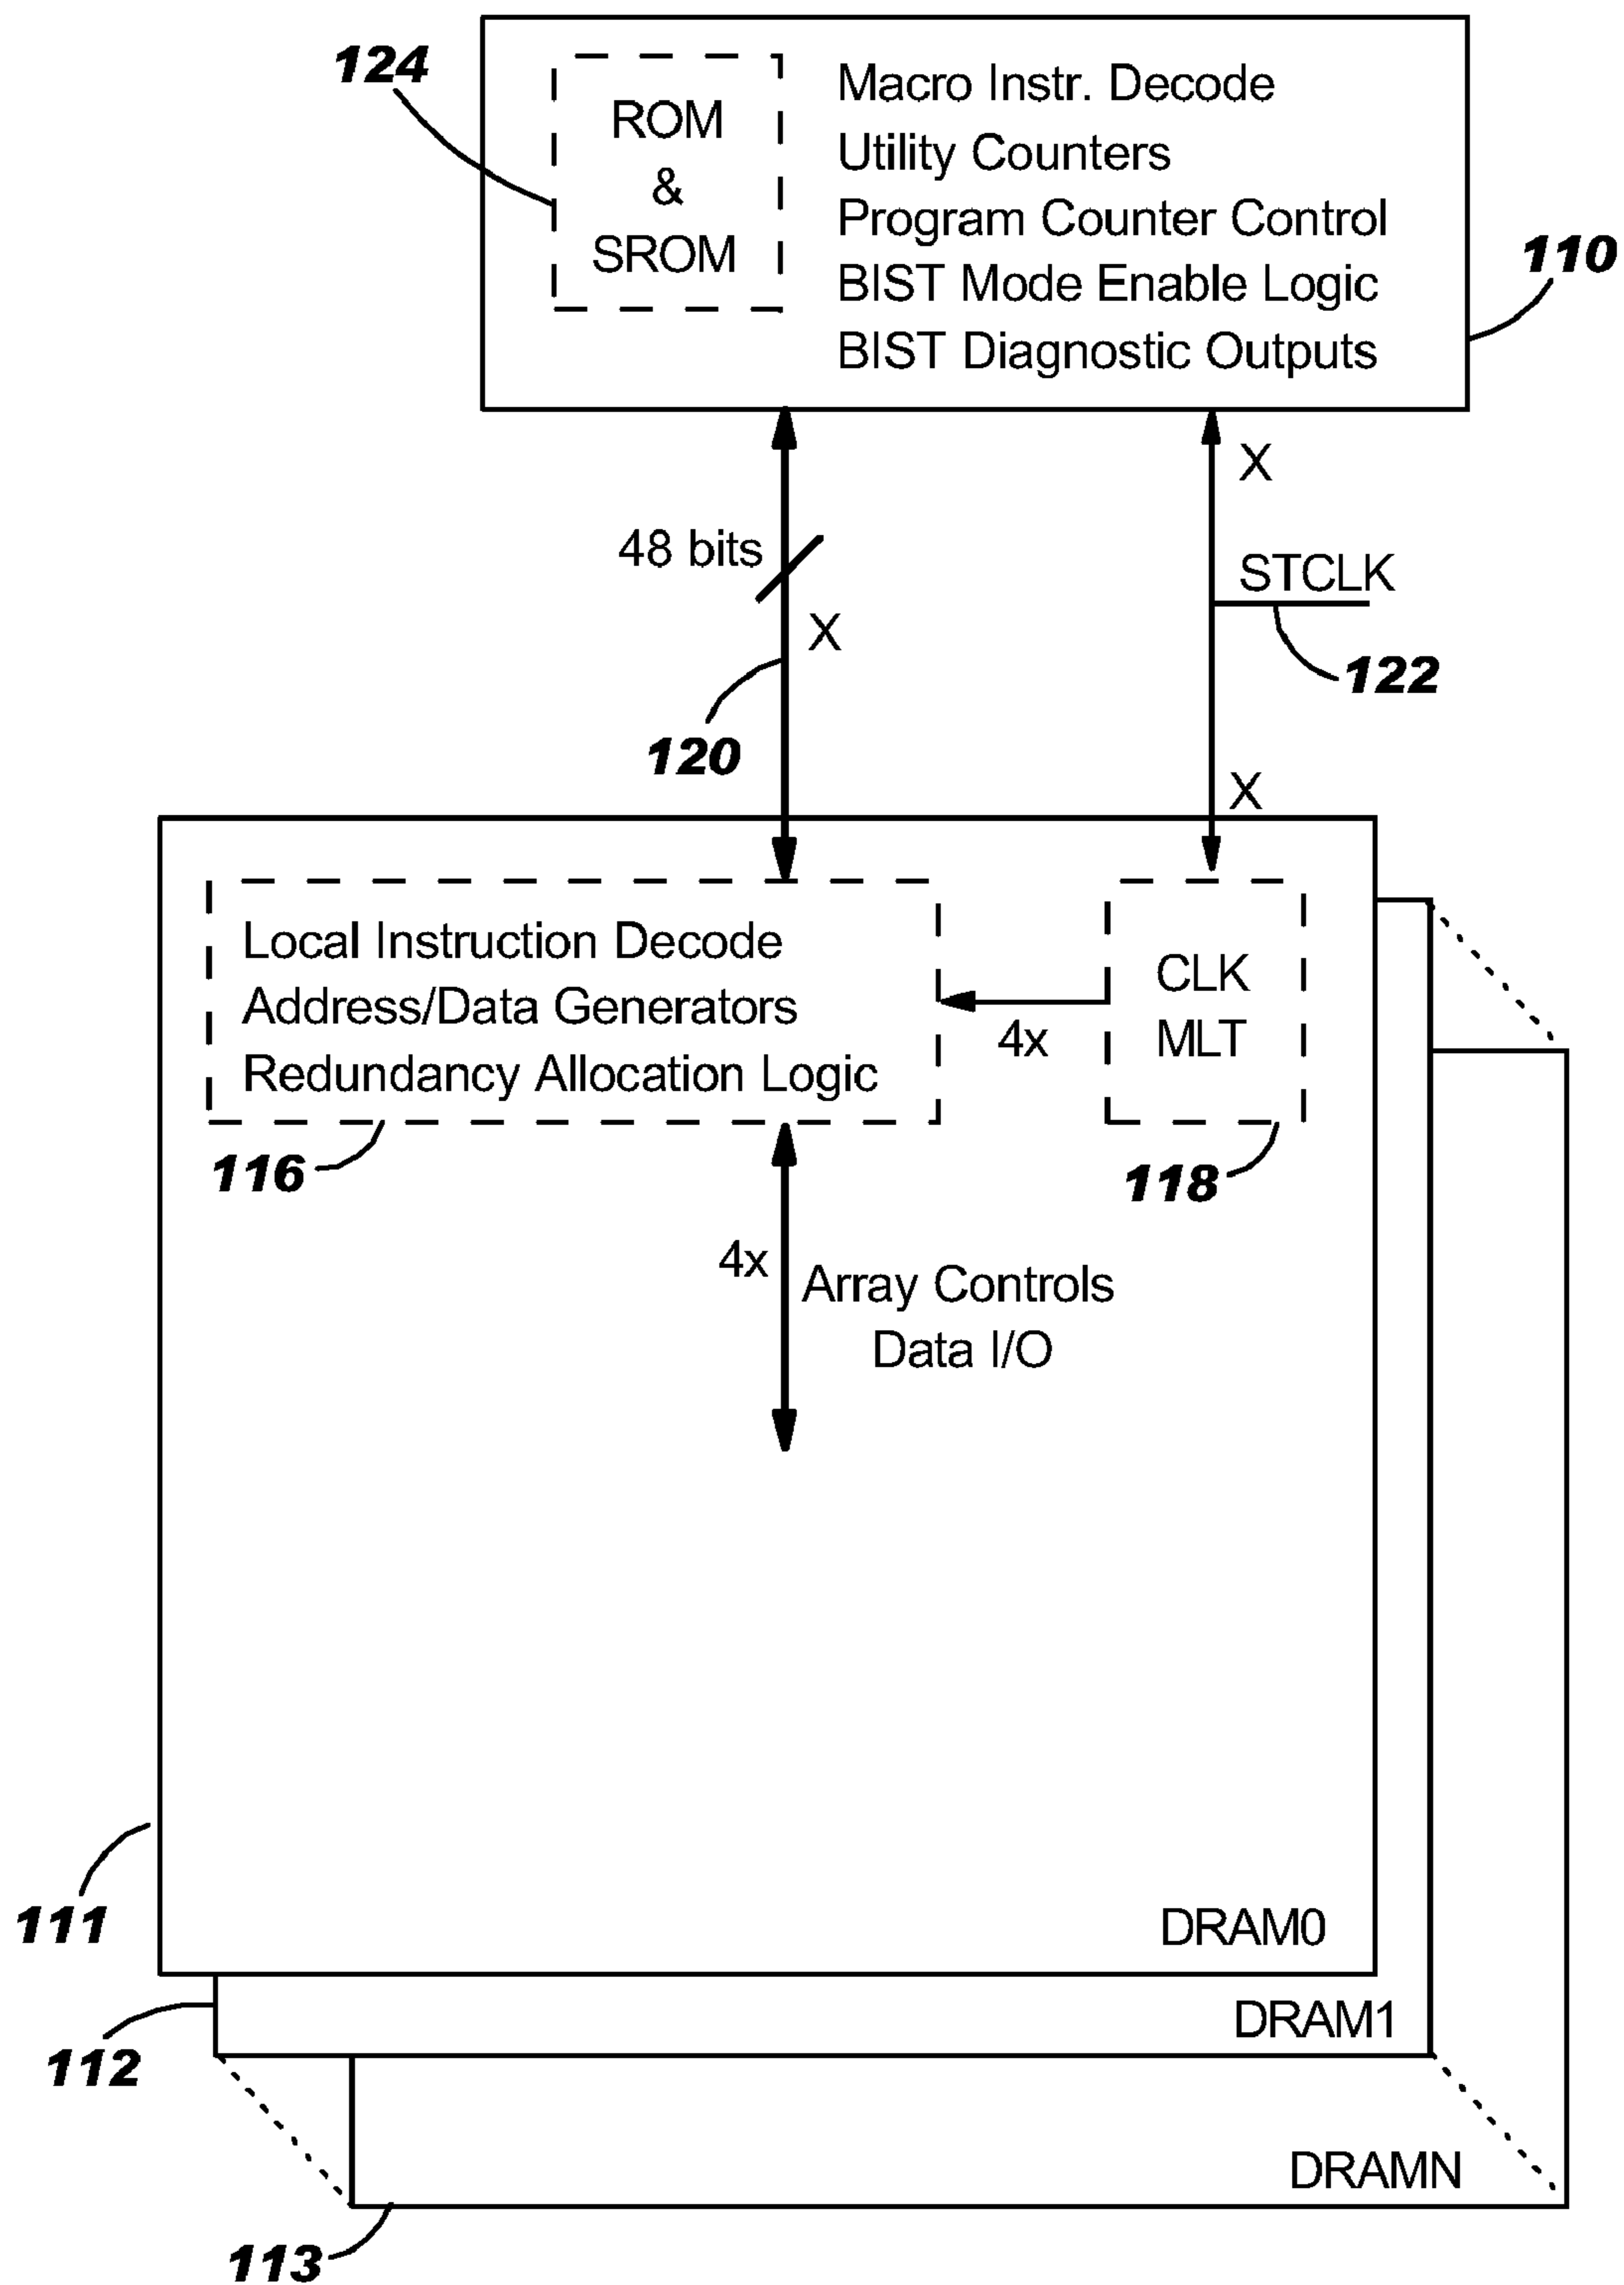 124
ROM
&
SROM
Macro Instr. Decode
Utility Counters
Program Counter Control
BIST Mode Enable Logic
BIST Diagnostic Outputs
110
X
48 bits
STCLK
X
122
120
X
Local Instruction Decode
Address/Data Generators
Redundancy Allocation Logic
CLK
MLT
4x
116
118
4x
Array Controls
Data I/O
111
DRAM0
DRAM1
112
DRAMN
113